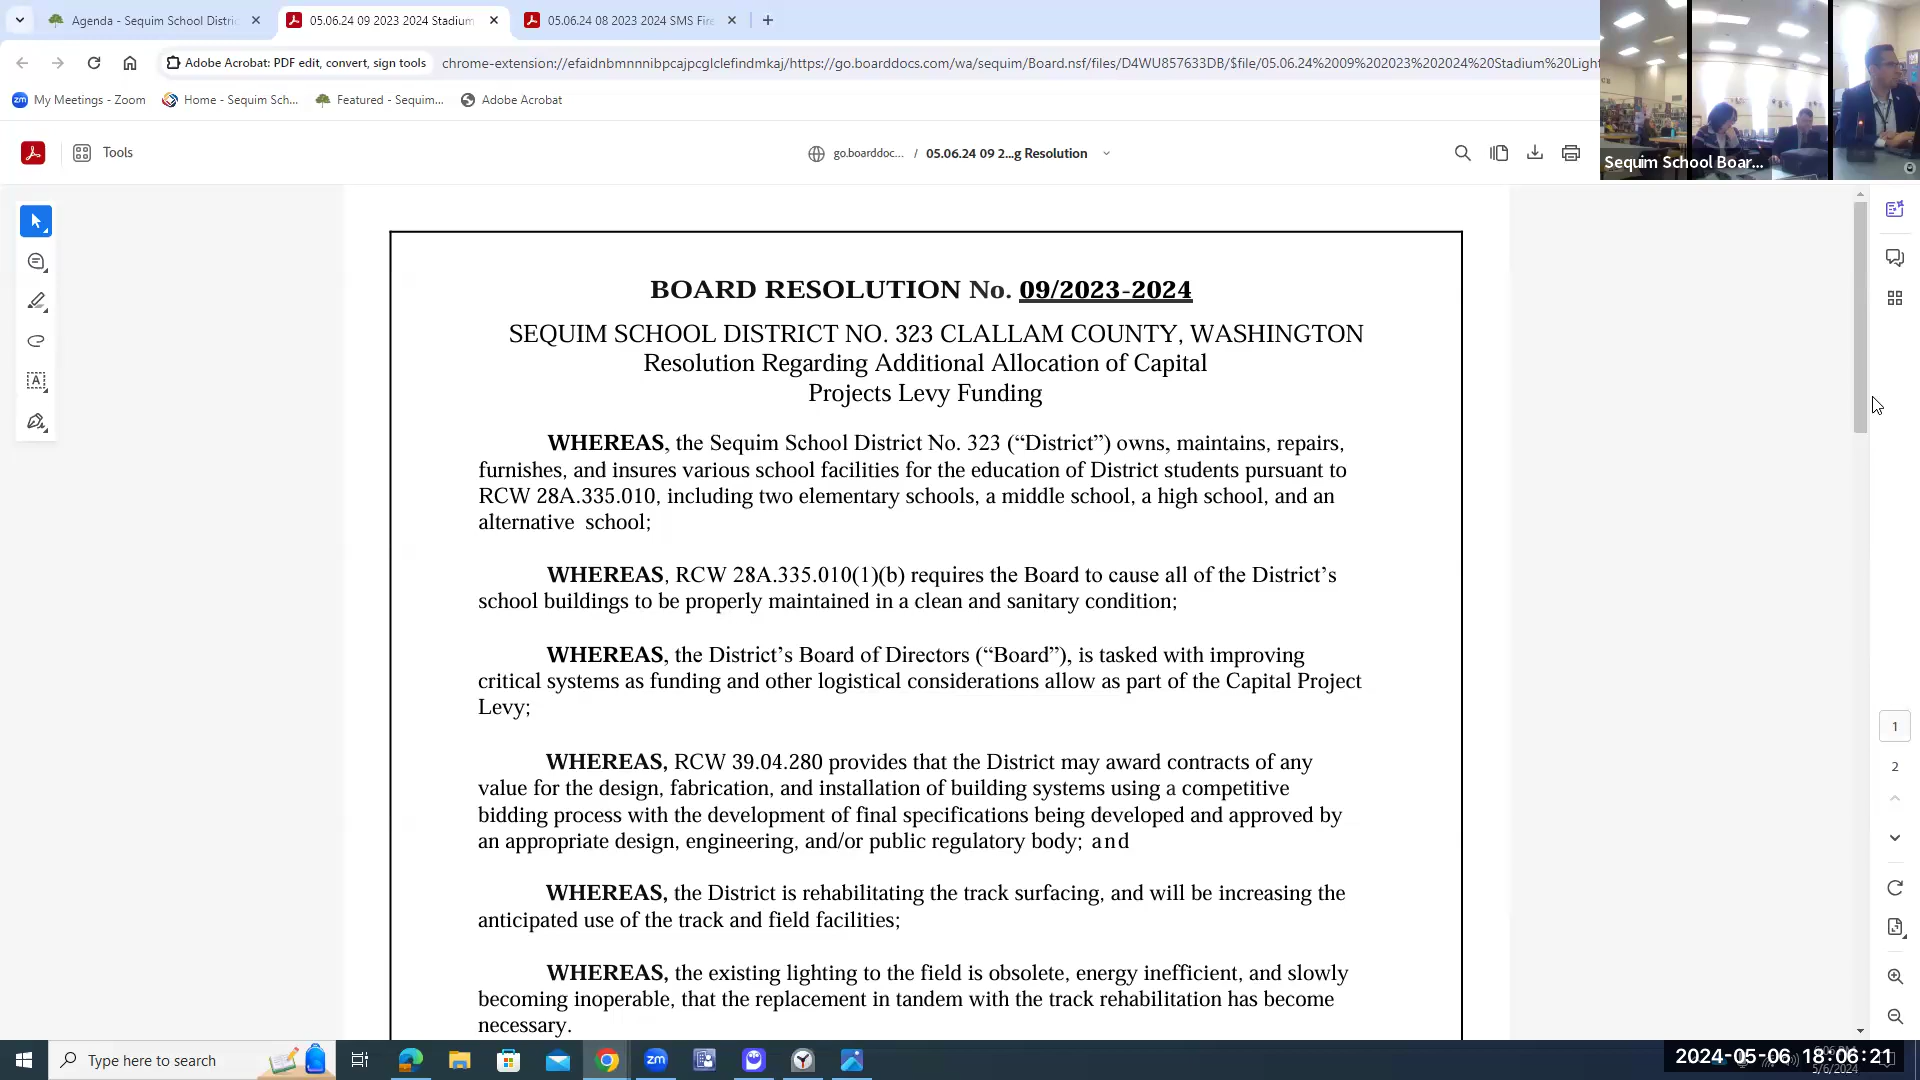 Agenda - Sequim School Distri
05.06.24 09 2023 2024 Stadium
05.06.24 08 2023 2024 SMS Fire
Adobe Acrobat: PDF edit, convert, sign tools
chrome-extension://efaidnbmnnnibpcajpcglclefindmkaj/https://go.boarddocs.com/wa/sequim/Board.nsf/files/D4WU857633DB/$file/05.06.24%2009%202023%202024%20Stadium%20Light
My Meetings - Zoom
Home - Sequim Sch...
Featured - Sequim...
Adobe Acrobat
Tools
go.boarddoc... / 05.06.24 09 2...g Resolution
Sequim School Boar...
BOARD RESOLUTION No. 09/2023-2024
SEQUIM SCHOOL DISTRICT NO. 323 CLALLAM COUNTY, WASHINGTON
Resolution Regarding Additional Allocation of Capital
Projects Levy Funding
WHEREAS, the Sequim School District No. 323 (“District”) owns, maintains, repairs,
furnishes, and insures various school facilities for the education of District students pursuant to
RCW 28A.335.010, including two elementary schools, a middle school, a high school, and an
alternative school;
WHEREAS, RCW 28A.335.010(1)(b) requires the Board to cause all of the District’s
school buildings to be properly maintained in a clean and sanitary condition;
WHEREAS, the District’s Board of Directors (“Board”), is tasked with improving
critical systems as funding and other logistical considerations allow as part of the Capital Project
Levy;
WHEREAS, RCW 39.04.280 provides that the District may award contracts of any
value for the design, fabrication, and installation of building systems using a competitive
bidding process with the development of final specifications being developed and approved by
an appropriate design, engineering, and/or public regulatory body; and
WHEREAS, the District is rehabilitating the track surfacing, and will be increasing the
anticipated use of the track and field facilities;
WHEREAS, the existing lighting to the field is obsolete, energy inefficient, and slowly
becoming inoperable, that the replacement in tandem with the track rehabilitation has become
necessary.
1
2
Type here to search
2024-05-06 18:06:21
5/6/2024